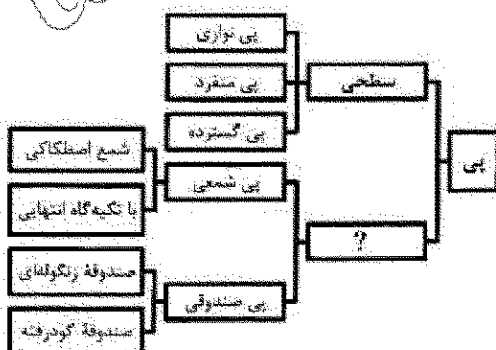 پی
سطحی
پی نواری
پی منفرد
پی گسترده
؟
پی شمعی
شمع اصطکاکی
با تکیه‌گاه انتهایی
پی صندوقی
صندوقهٔ زنگوله‌ای
صندوقهٔ گودرفته